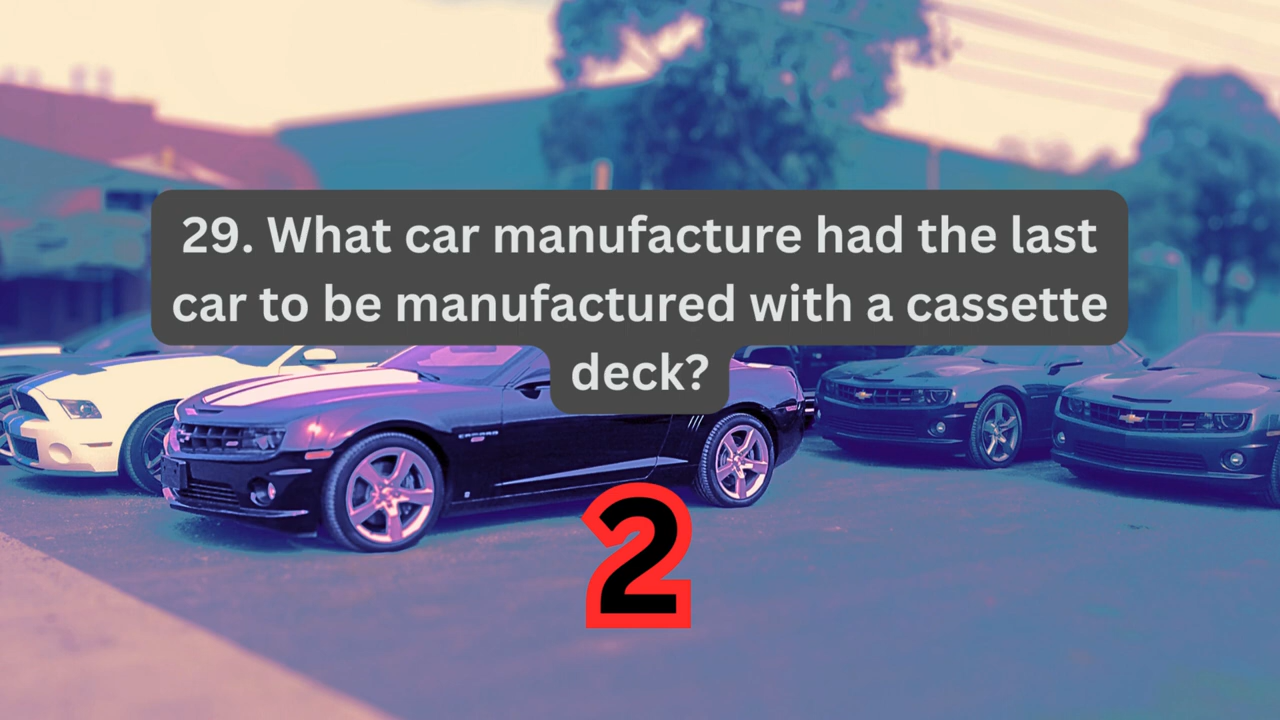 29. What car manufacture had the last
car to be manufactured with a cassette
deck?
2